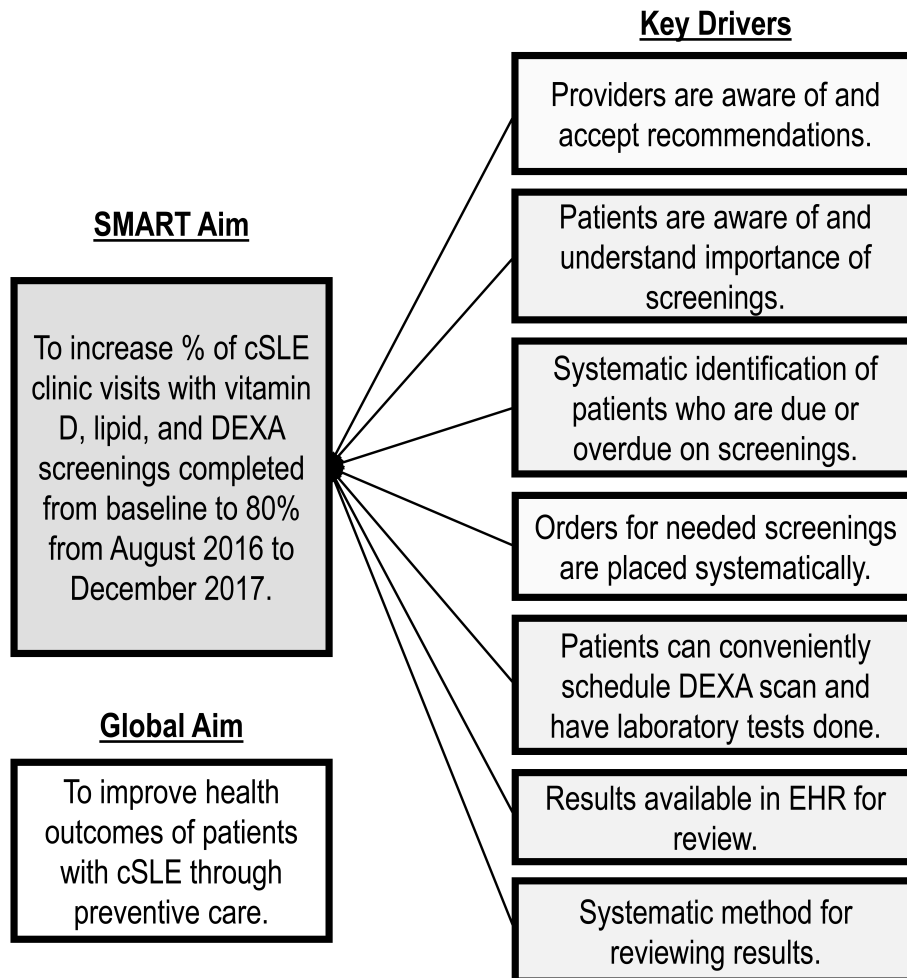 SMART Aim
To increase % of cSLE
clinic visits with vitamin
D, lipid, and DEXA
screenings completed
from baseline to 80%
from August 2016 to
December 2017.
Global Aim
To improve health
outcomes of patients
with cSLE through
preventive care.
Key Drivers
Providers are aware of and
accept recommendations.
Patients are aware of and
understand importance of
screenings.
Systematic identification of
patients who are due or
overdue on screenings.
Orders for needed screenings
are placed systematically.
Patients can conveniently
schedule DEXA scan and
have laboratory tests done.
Results available in EHR for
review.
Systematic method for
reviewing results.